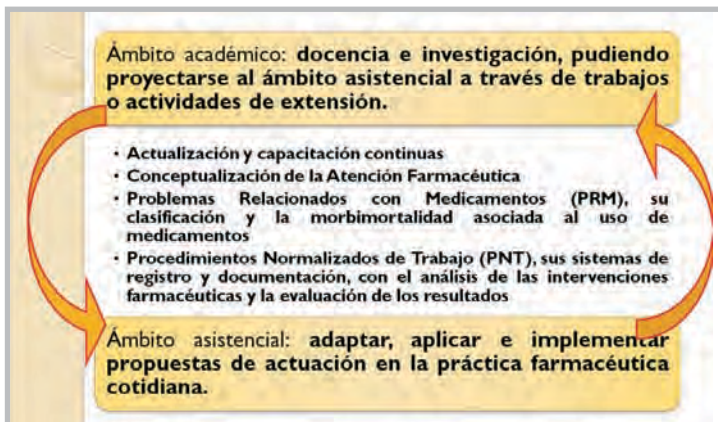 Ámbito académico: docencia e investigación, pudiendo
proyectarse al ámbito asistencial a través de trabajos
o actividades de extensión.
· Actualización y capacitación continuas
· Conceptualización de la Atención Farmacéutica
· Problemas Relacionados con Medicamentos (PRM), su
clasificación y la morbimortalidad asociada al uso de
medicamentos
· Procedimientos Normalizados de Trabajo (PNT), sus sistemas de
registro y documentación, con el análisis de las intervenciones
farmacéuticas y la evaluación de los resultados
Ámbito asistencial: adaptar, aplicar e implementar
propuestas de actuación en la práctica farmacéutica
cotidiana.